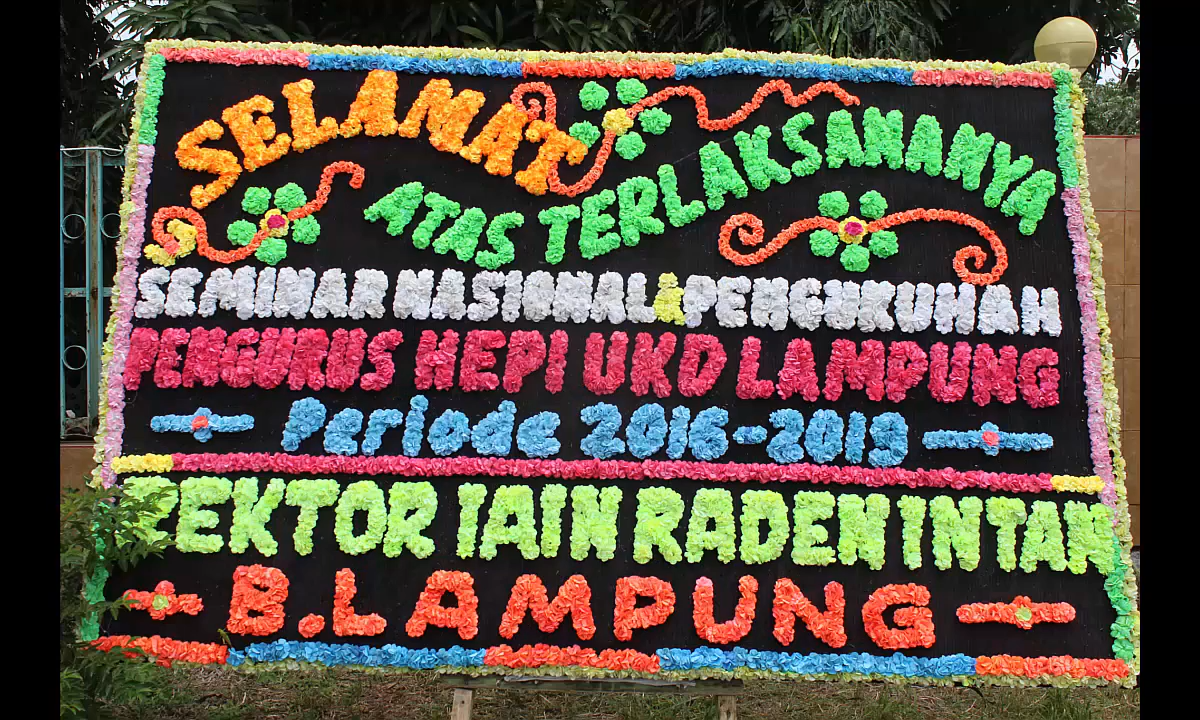 SELAMAT
ATAS TERLAKSANANYA
SEMINAR NASIONAL & PENGUKUHAN
PENGURUS HEPI UKD LAMPUNG
Periode 2016-2019
REKTOR IAIN RADEN INTAN
B.LAMPUNG